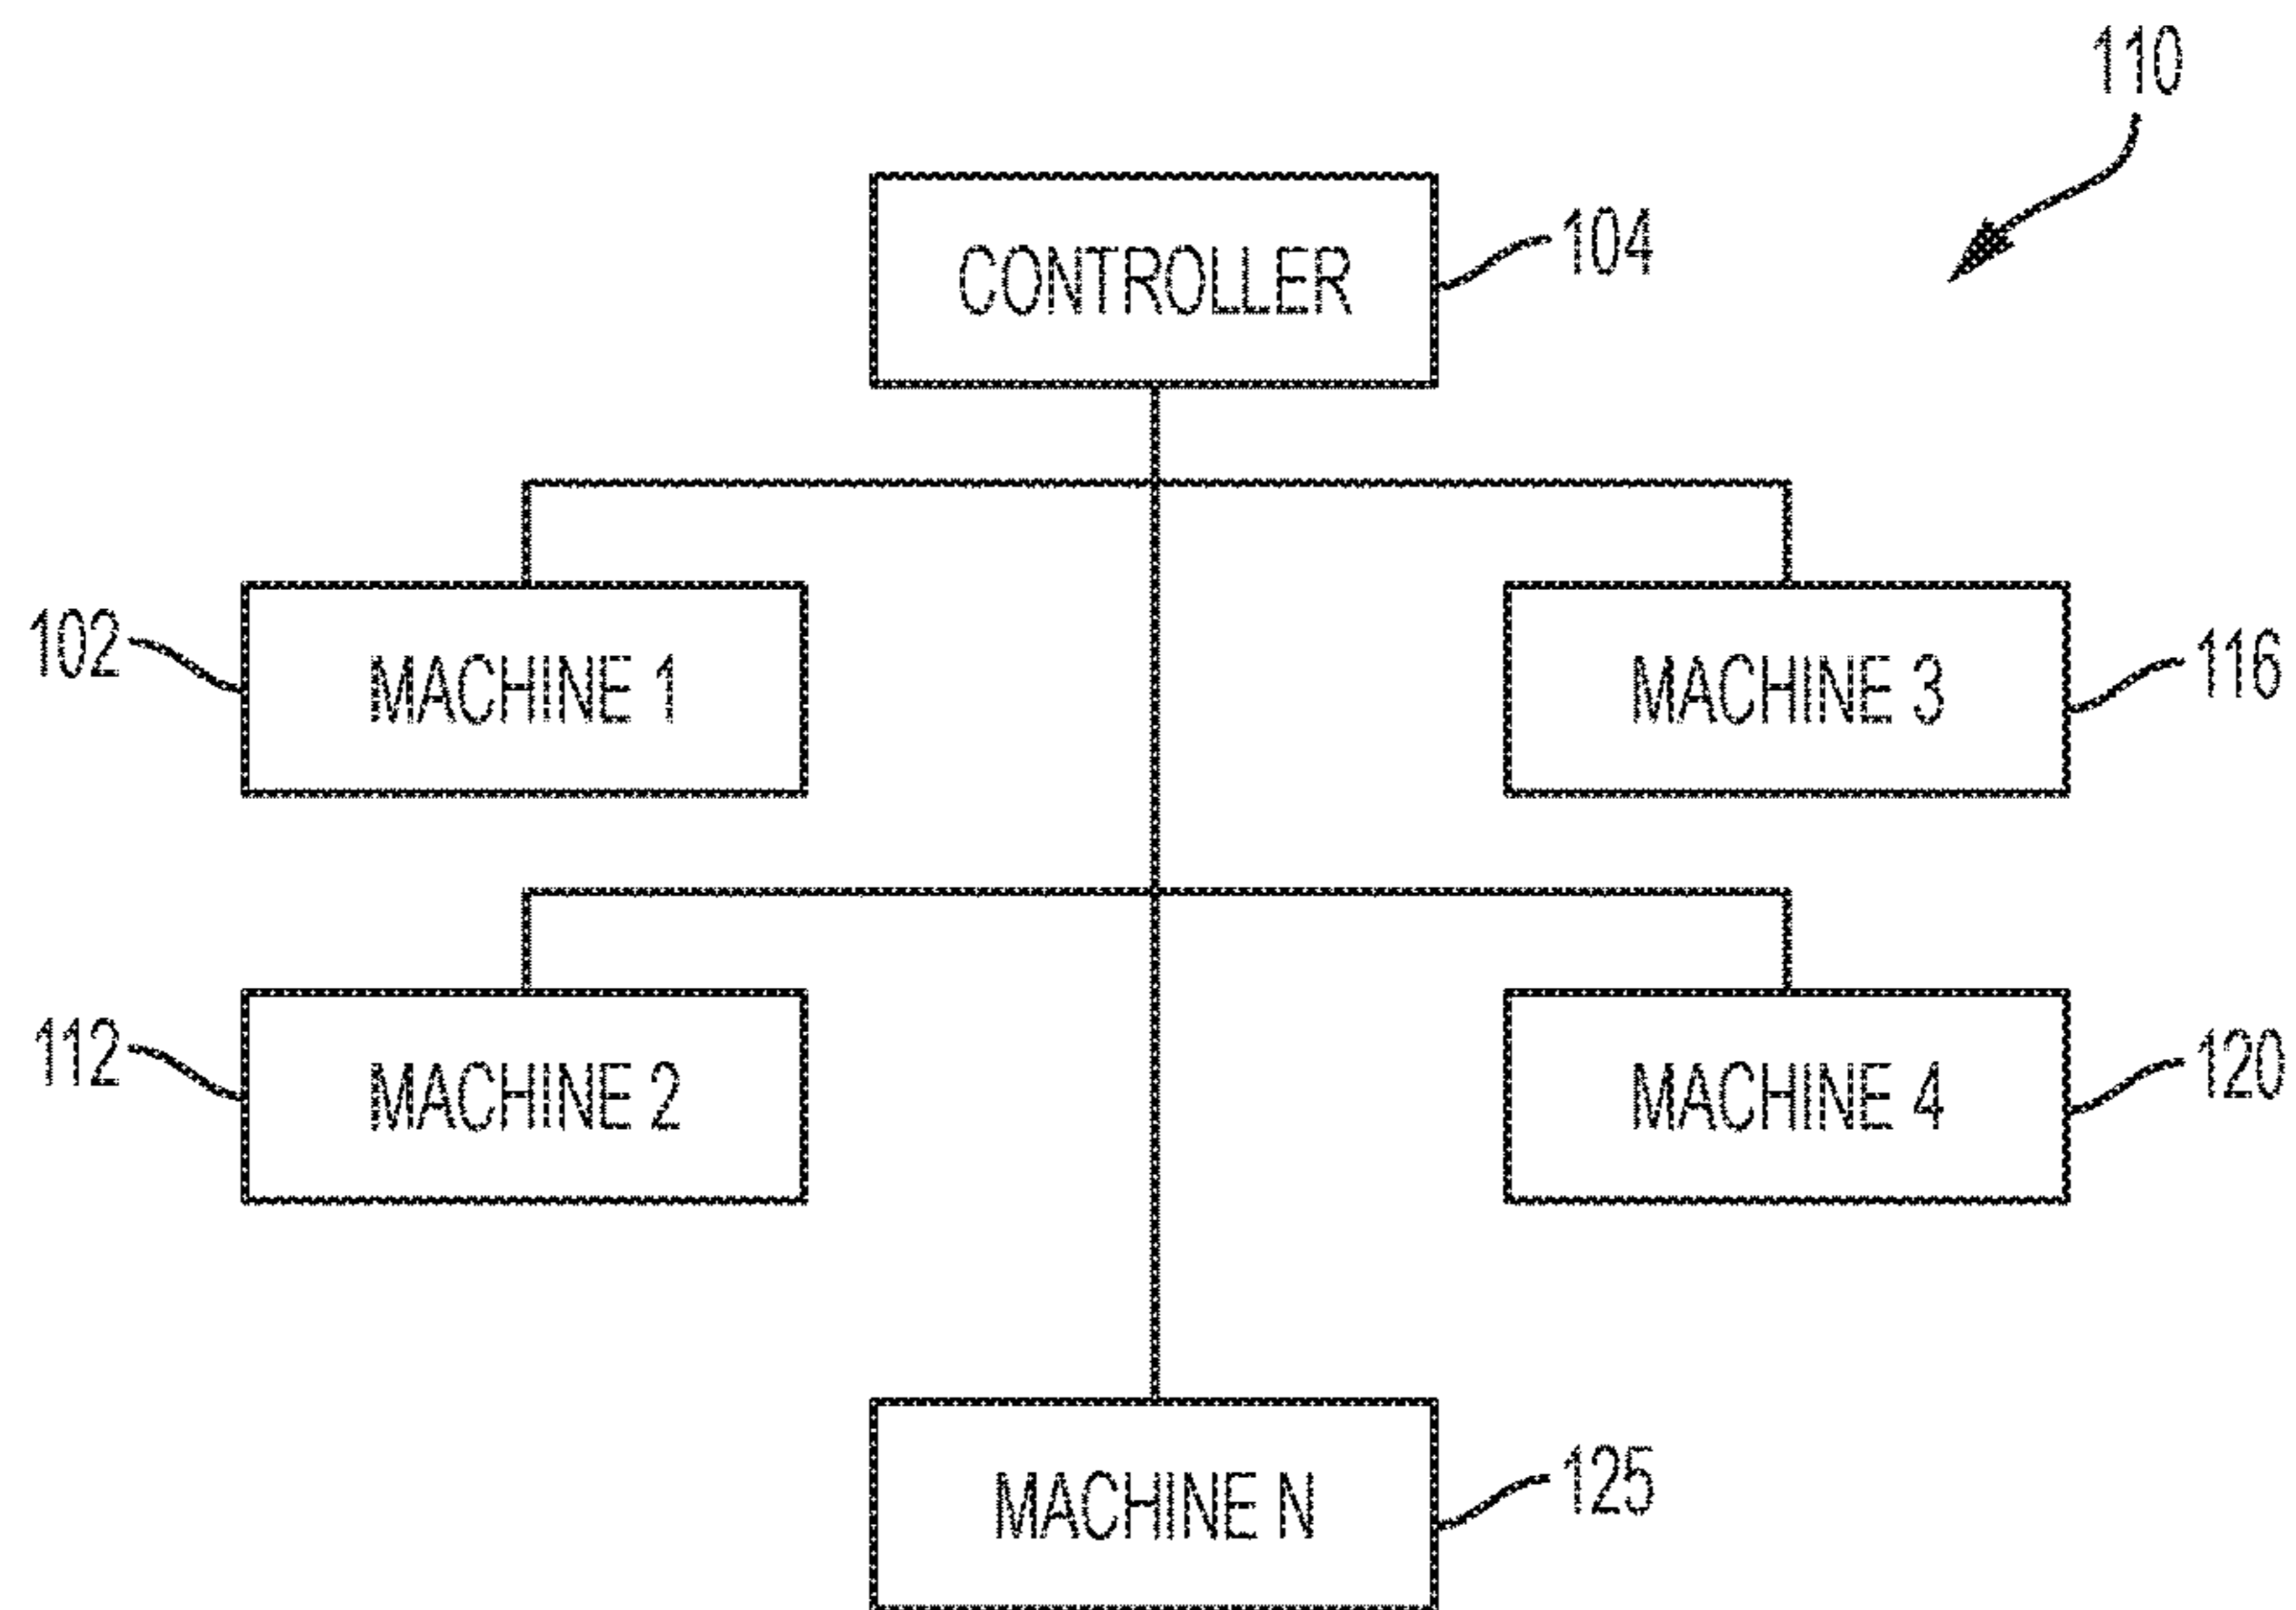 110
CONTROLLER
104
102
MACHINE 1
MACHINE 3
116
112
MACHINE 2
MACHINE 4
120
MACHINE N
125